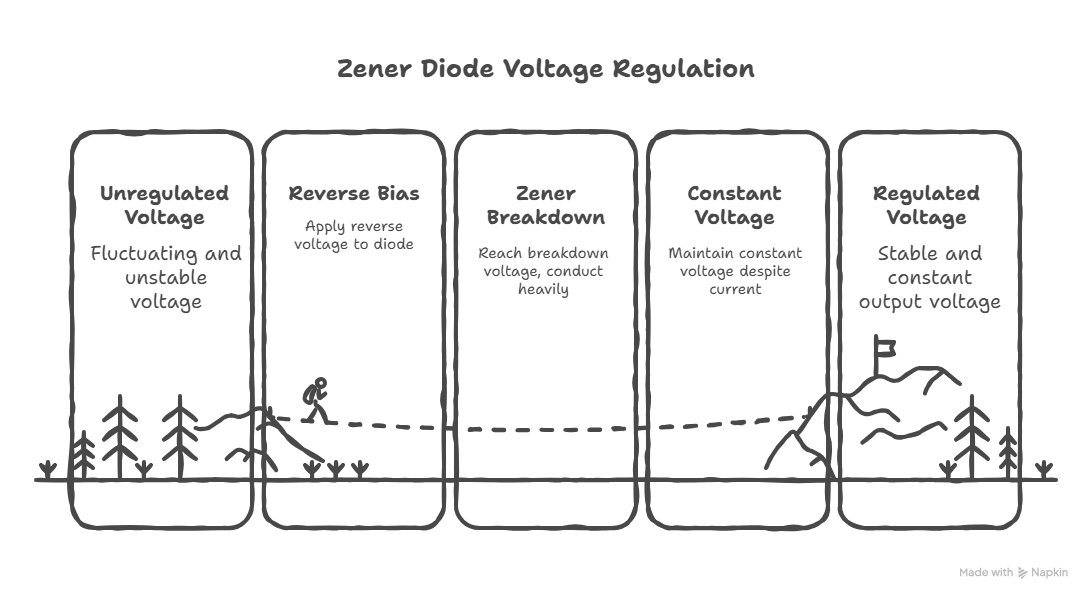 Zener Diode Voltage Regulation
Unregulated
Voltage
Fluctuating and
unstable
voltage
Reverse Bias
Apply reverse
voltage to diode
Zener
Breakdown
Reach breakdown
voltage, conduct
heavily
Constant
Voltage
Maintain constant
voltage despite
current
Regulated
Voltage
Stable and
constant
output voltage
Made with Napkin